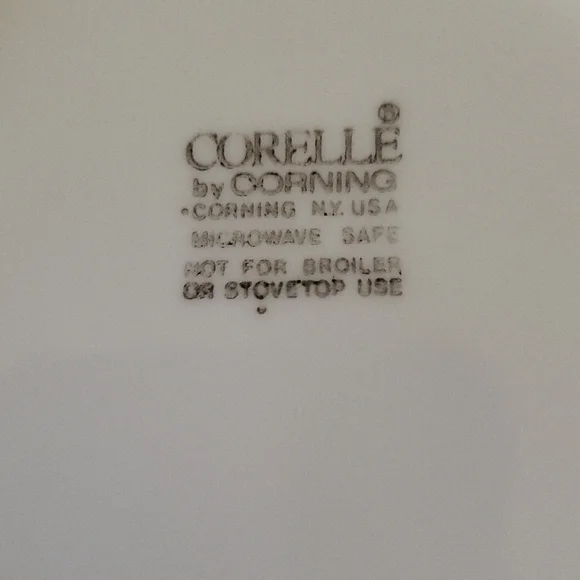 CORELLE®
by CORNING
•CORNING N.Y. USA
MICROWAVE SAFE
NOT FOR BROILER
OR STOVETOP USE